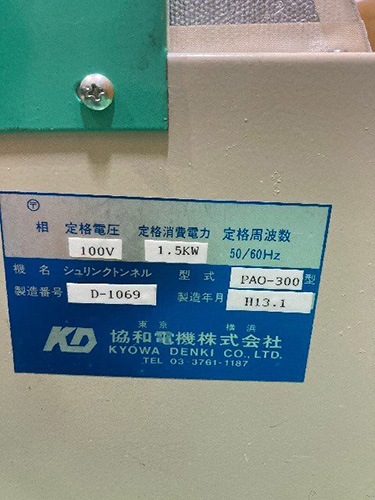 〒
相 定格電圧 定格消費電力 定格周波数
100V 1.5KW 50/60Hz
機名 シュリンクトンネル 型式 PAO-300型
製造番号 D-1069 製造年月 H13.1
東京 横浜
KD 協和電機株式会社
KYOWA DENKI CO., LTD.
TEL 03-3761-1187